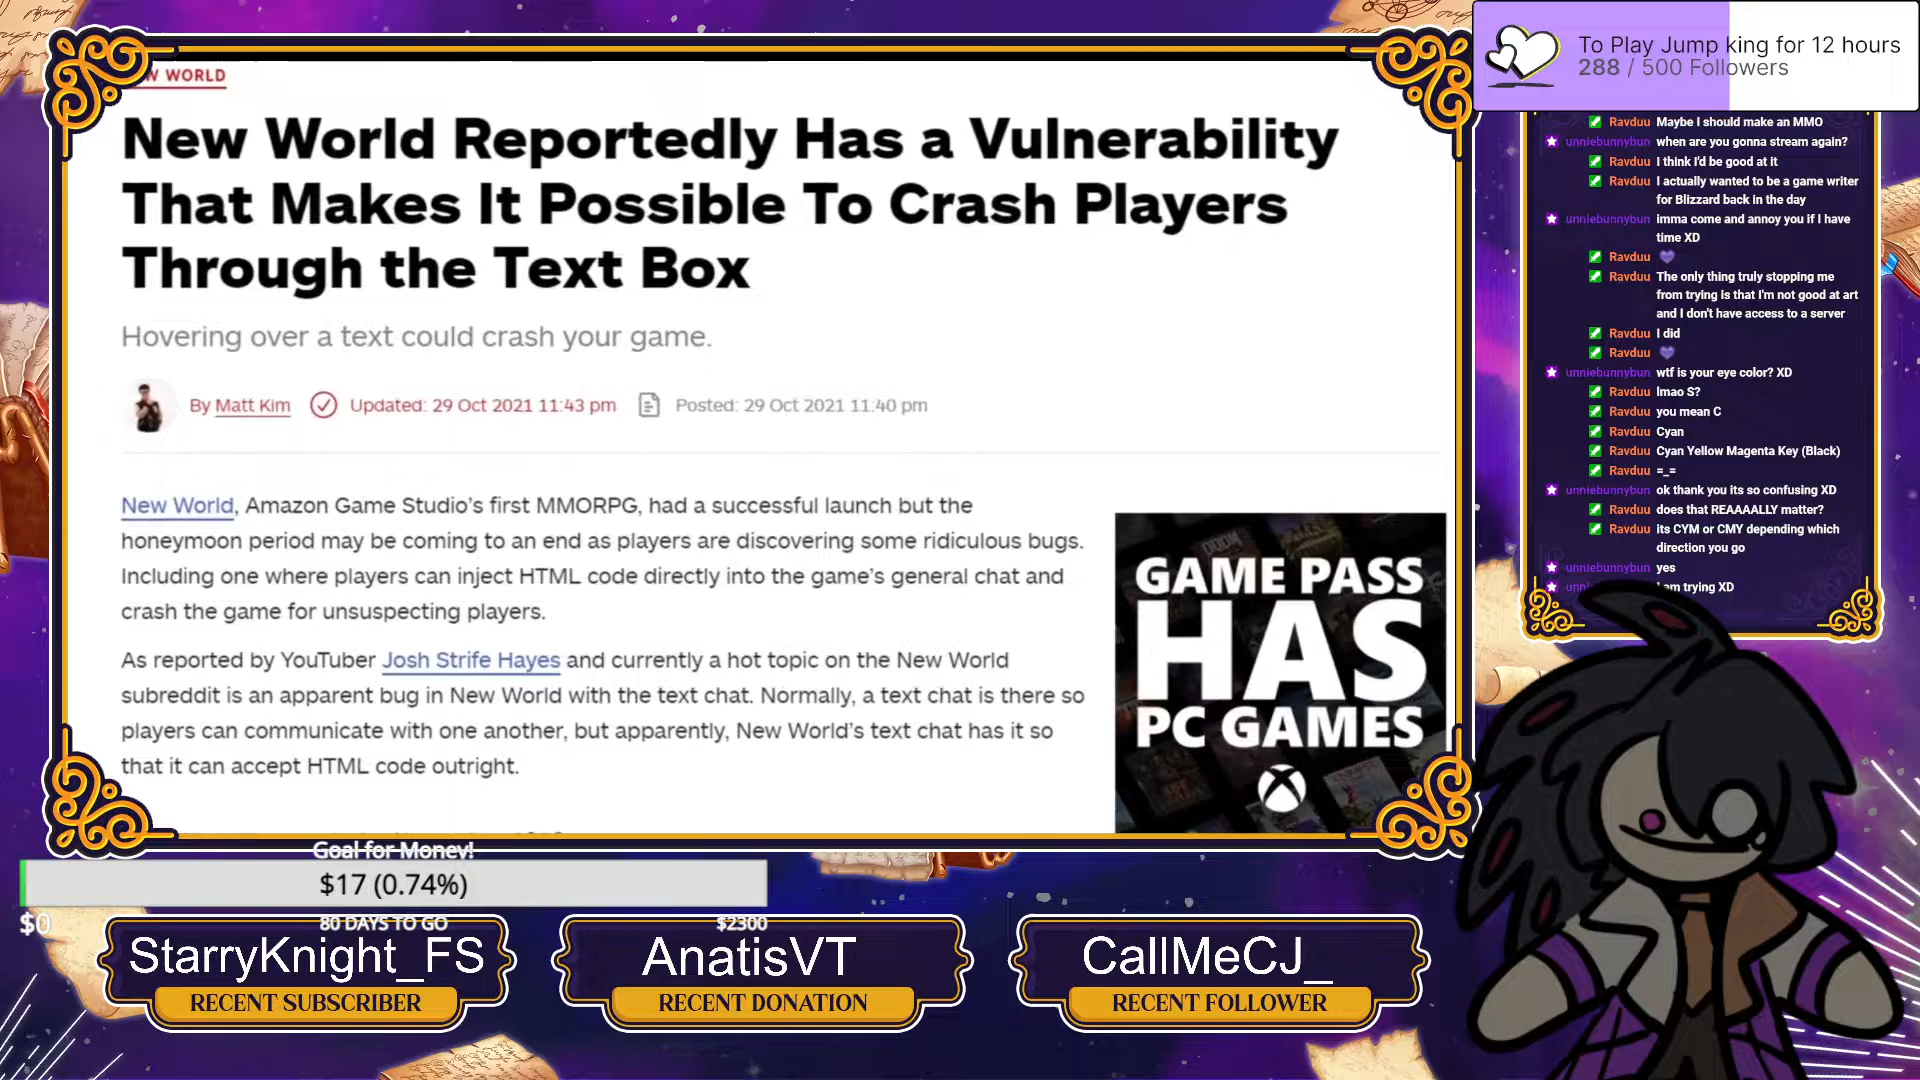 W WORLD
New World Reportedly Has a Vulnerability
That Makes It Possible To Crash Players
Through the Text Box
Hovering over a text could crash your game.
By Matt Kim Updated: 29 Oct 2021 11:43 pm Posted: 29 Oct 2021 11:40 pm
New World, Amazon Game Studio’s first MMORPG, had a successful launch but the
honeymoon period may be coming to an end as players are discovering some ridiculous bugs.
Including one where players can inject HTML code directly into the game’s general chat and
crash the game for unsuspecting players.
As reported by YouTuber Josh Strife Hayes and currently a hot topic on the New World
subreddit is an apparent bug in New World with the text chat. Normally, a text chat is there so
players can communicate with one another, but apparently, New World’s text chat has it so
that it can accept HTML code outright.
GAME PASS
HAS
PC GAMES
To Play Jump king for 12 hours
288 / 500 Followers
Ravduu Maybe I should make an MMO
unniebunnybun when are you gonna stream again?
Ravduu I think I'd be good at it
Ravduu I actually wanted to be a game writer
for Blizzard back in the day
unniebunnybun imma come and annoy you if I have
time XD
Ravduu
Ravduu The only thing truly stopping me
from trying is that I'm not good at art
and I don't have access to a server
Ravduu I did
Ravduu
unniebunnybun wtf is your eye color? XD
Ravduu lmao S?
Ravduu you mean C
Ravduu Cyan
Ravduu Cyan Yellow Magenta Key (Black)
Ravduu =_=
unniebunnybun ok thank you its so confusing XD
Ravduu does that REAAAALLY matter?
Ravduu its CYM or CMY depending which
direction you go
unniebunnybun yes
unn am trying XD
Goal for Money!
$17 (0.74%)
$0 80 DAYS TO GO $2300
StarryKnight_FS
RECENT SUBSCRIBER
AnatisVT
RECENT DONATION
CallMeCJ_
RECENT FOLLOWER